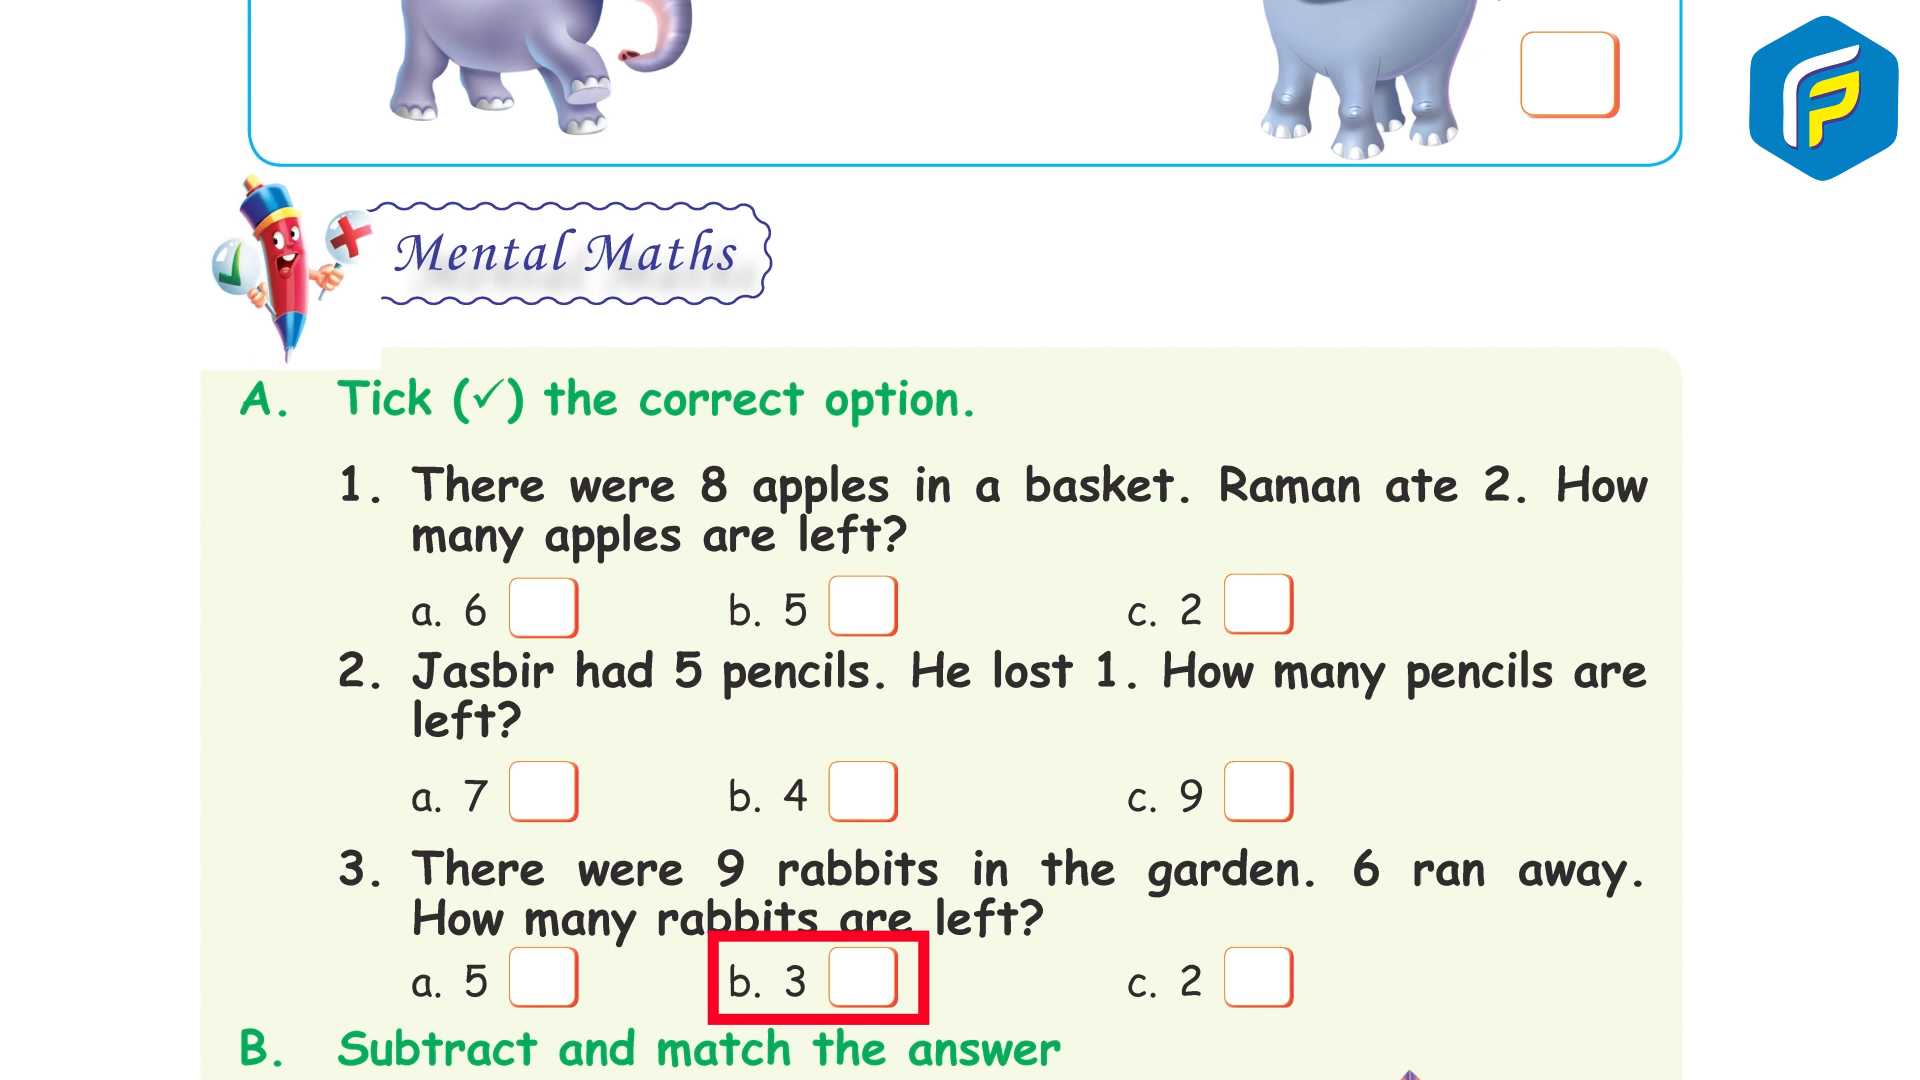 Mental Maths
A. Tick (✓) the correct option.
1. There were 8 apples in a basket. Raman ate 2. How
many apples are left?
a. 6 b. 5 c. 2
2. Jasbir had 5 pencils. He lost 1. How many pencils are
left?
a. 7 b. 4 c. 9
3. There were 9 rabbits in the garden. 6 ran away.
How many rabbits are left?
a. 5 b. 3 c. 2
B. Subtract and match the answer